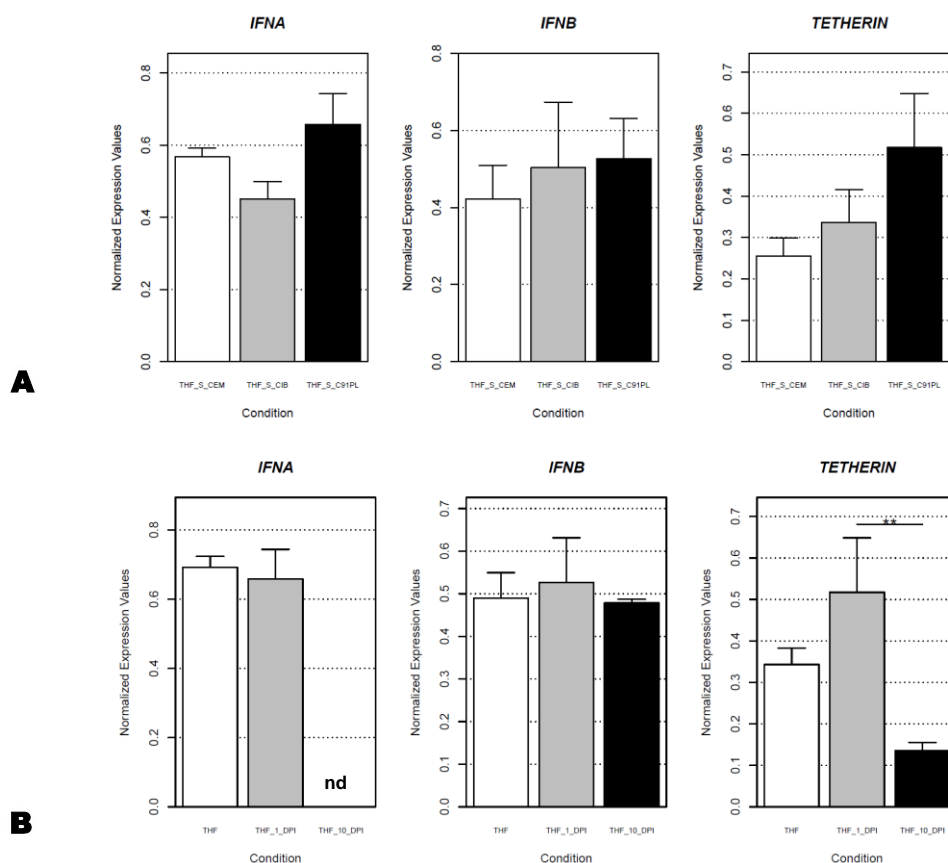 IFNA IFNB TETHERIN
Normalized Expression Values
0.0 0.2 0.4 0.6 0.8
THF_S_CEM THF_S_CIB THF_S_C91PL
Condition
Normalized Expression Values
0.0 0.2 0.4 0.6 0.8
THF_S_CEM THF_S_CIB THF_S_C91PL
Condition
Normalized Expression Values
0.0 0.1 0.2 0.3 0.4 0.5 0.6 0.7
THF_S_CEM THF_S_CIB THF_S_C91PL
Condition
A
IFNA IFNB TETHERIN
Normalized Expression Values
0.0 0.2 0.4 0.6 0.8
nd
THF THF_1_DPI THF_10_DPI
Condition
Normalized Expression Values
0.0 0.1 0.2 0.3 0.4 0.5 0.6 0.7
THF THF_1_DPI THF_10_DPI
Condition
Normalized Expression Values
0.0 0.1 0.2 0.3 0.4 0.5 0.6 0.7
**
THF THF_1_DPI THF_10_DPI
Condition
B